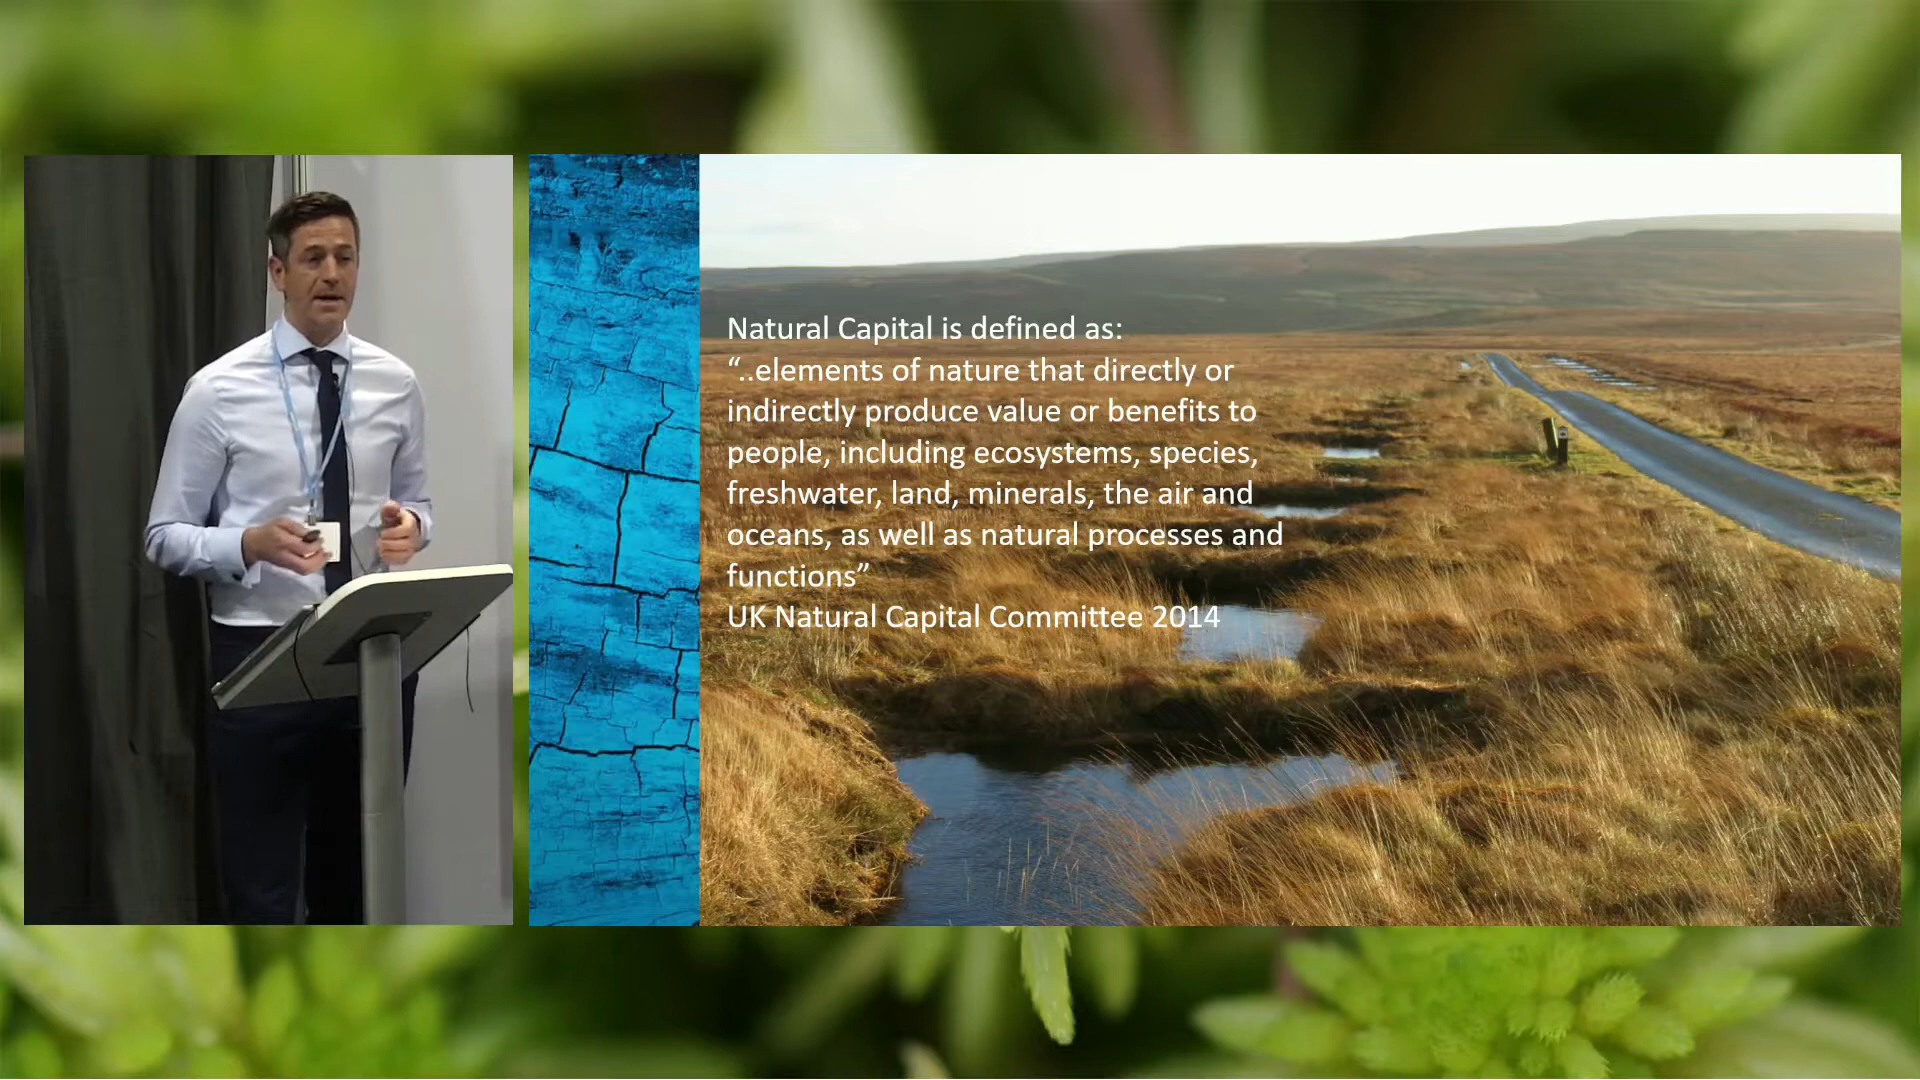 Natural Capital is defined as:
“..elements of nature that directly or
indirectly produce value or benefits to
people, including ecosystems, species,
freshwater, land, minerals, the air and
oceans, as well as natural processes and
functions”
UK Natural Capital Committee 2014